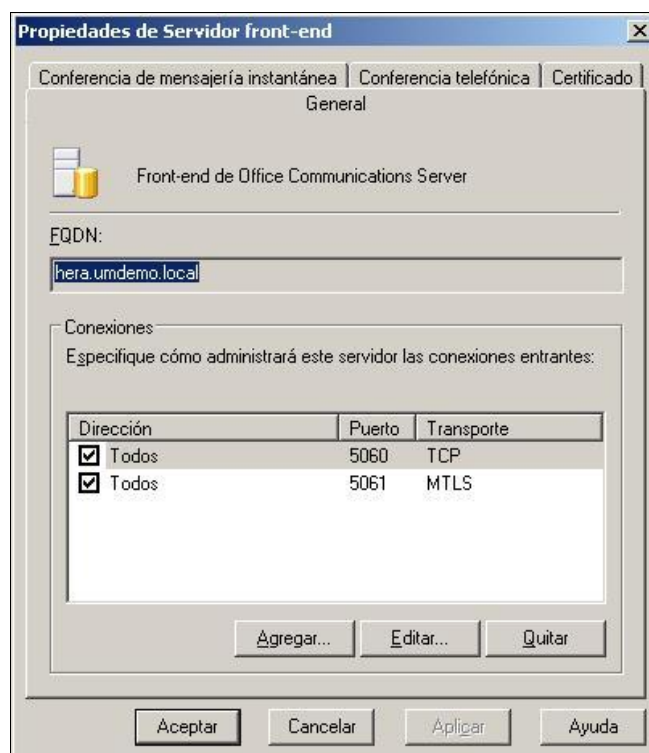 Propiedades de Servidor front-end
Conferencia de mensajería instantánea Conferencia telefónica Certificado
General
Front-end de Office Communications Server
FQDN:
hera.umdemo.local
Conexiones
Especifique cómo administrará este servidor las conexiones entrantes:
Dirección Puerto Transporte
Todos 5060 TCP
Todos 5061 MTLS
Agregar... Editar... Quitar
Aceptar Cancelar Aplicar Ayuda